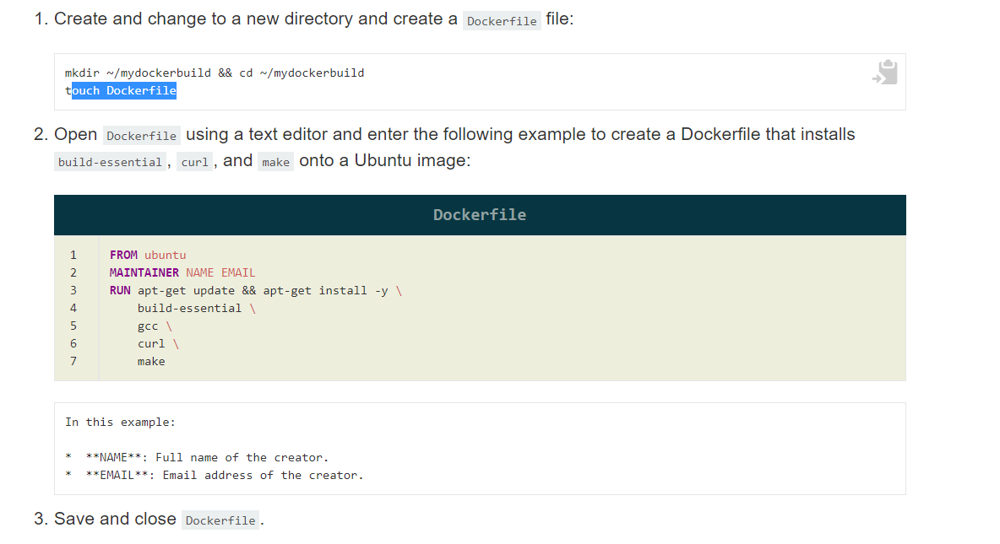 1. Create and change to a new directory and create a Dockerfile file:
mkdir ~/mydockerbuild && cd ~/mydockerbuild
touch Dockerfile
2. Open Dockerfile using a text editor and enter the following example to create a Dockerfile that installs
build-essential, curl, and make onto a Ubuntu image:
Dockerfile
1 FROM ubuntu
2 MAINTAINER NAME EMAIL
3 RUN apt-get update && apt-get install -y \
4     build-essential \
5     gcc \
6     curl \
7     make
In this example:
*  **NAME**: Full name of the creator.
*  **EMAIL**: Email address of the creator.
3. Save and close Dockerfile.